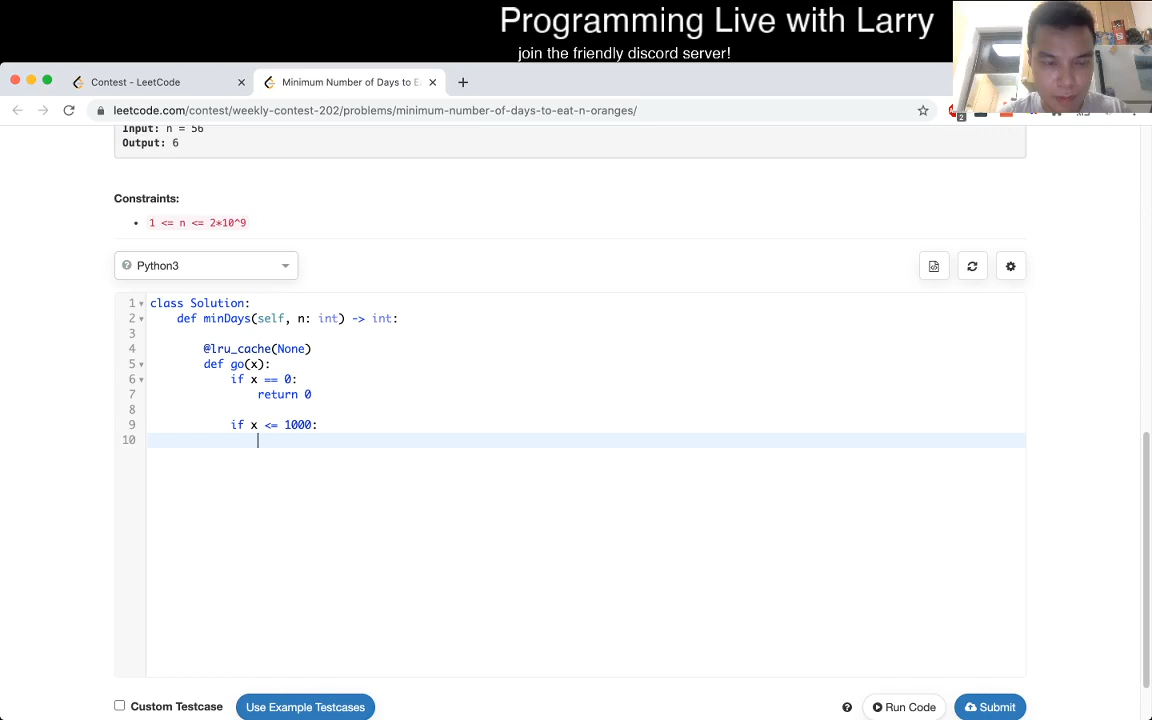 Programming Live with Larry
join the friendly discord server!
Contest - LeetCode
Minimum Number of Days to E
leetcode.com/contest/weekly-contest-202/problems/minimum-number-of-days-to-eat-n-oranges/
2
Input: n = 56
Output: 6
Constraints:
1 <= n <= 2*10^9
Python3
1 class Solution:
2 def minDays(self, n: int) -> int:
3
4 @lru_cache(None)
5 def go(x):
6 if x == 0:
7 return 0
8
9 if x <= 1000:
10
Custom Testcase
Use Example Testcases
Run Code
Submit